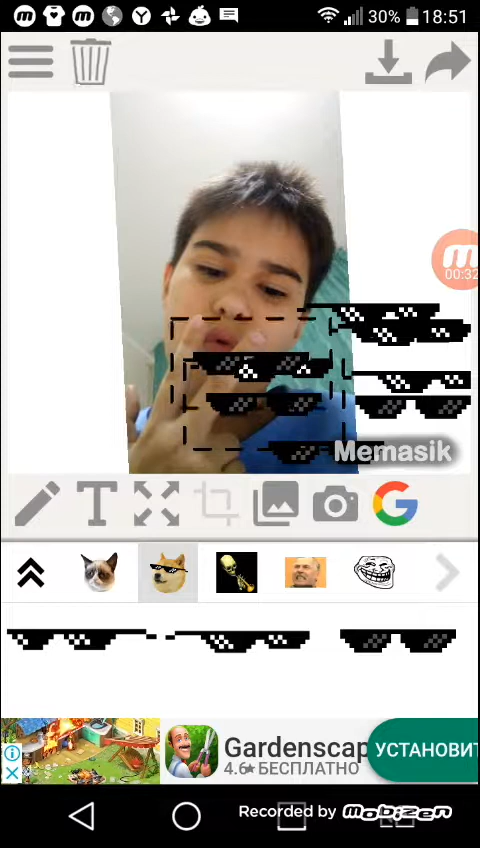 30% 18:51
00:32
Memasik
T
Gardenscap
4.6★ БЕСПЛАТНО
УСТАНОВИТ
Recorded by mobizen